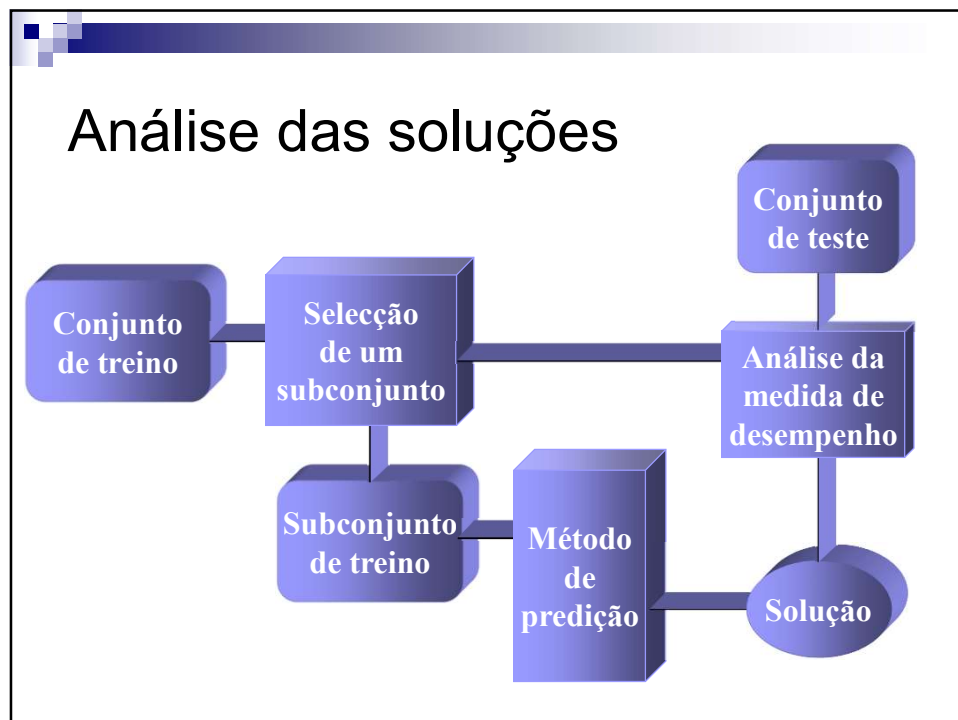 Análise das soluções
Conjunto
de teste
Conjunto
de treino
Selecção
de um
subconjunto
Análise da
medida de
desempenho
Subconjunto
de treino
Método
de
predição
Solução